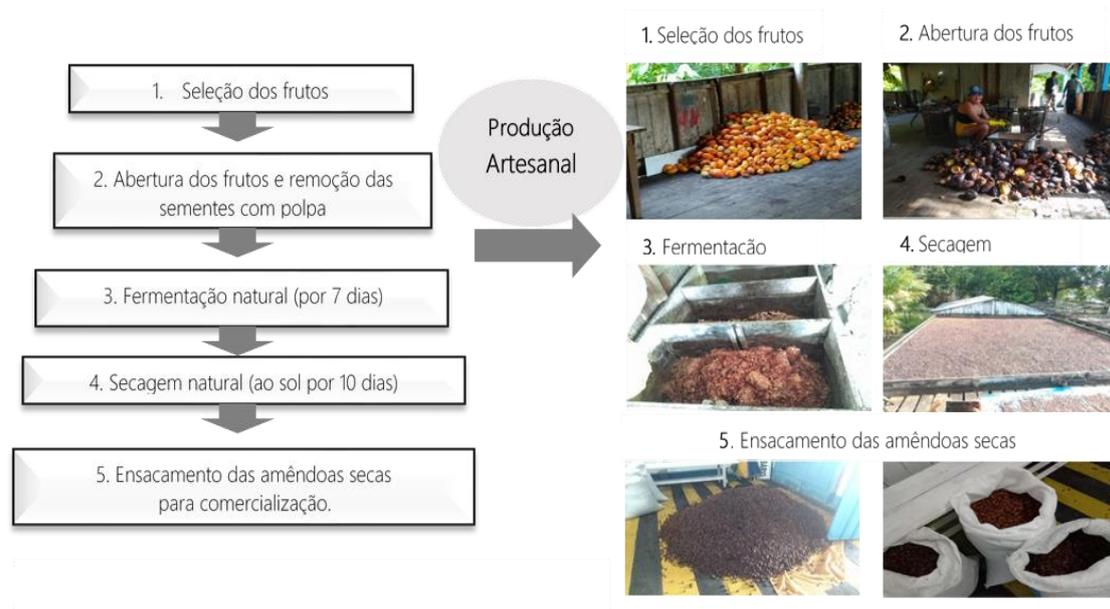 1. Seleção dos frutos
2. Abertura dos frutos e remoção das
sementes com polpa
3. Fermentação natural (por 7 dias)
4. Secagem natural (ao sol por 10 dias)
5. Ensacamento das amêndoas secas
para comercialização.
Produção
Artesanal
1. Seleção dos frutos
2. Abertura dos frutos
3. Fermentacão
4. Secagem
5. Ensacamento das amêndoas secas